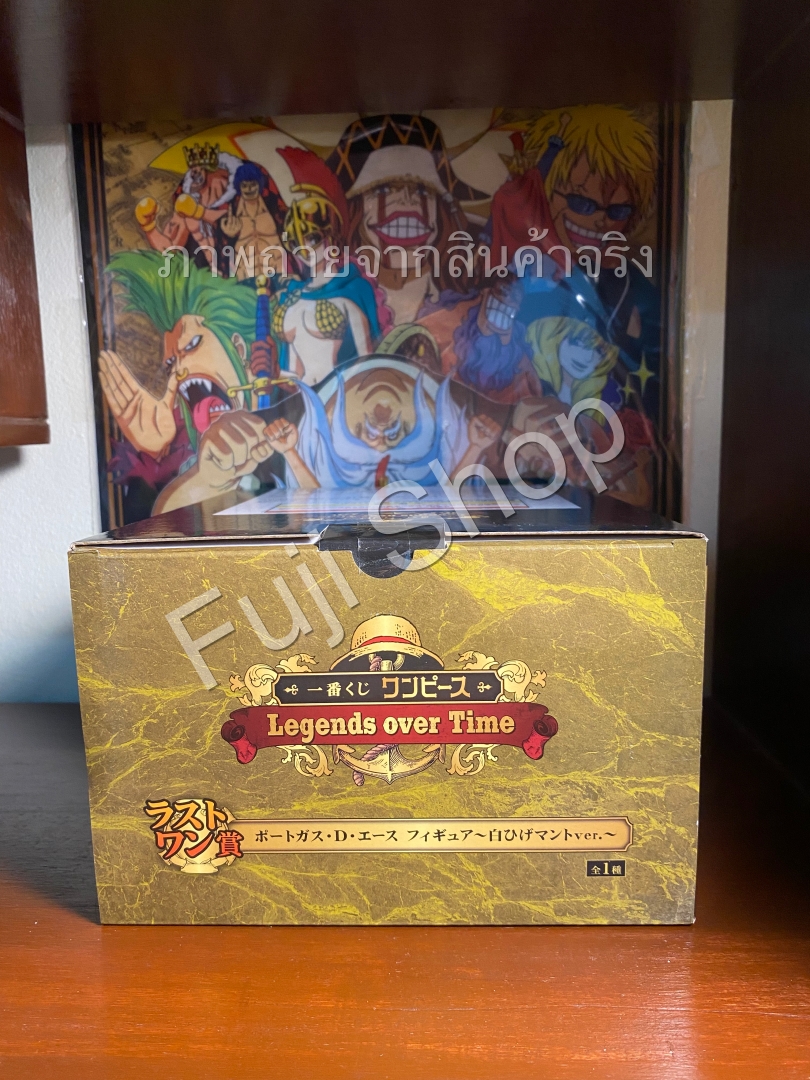 ภาพถ่ายจากสินค้าจริง
Fuji Shop
一番くじ ワンピース
Legends over Time
ラスト
ワン賞
ポートガス・D・エース フィギュア〜白ひげマントver.〜
全1種